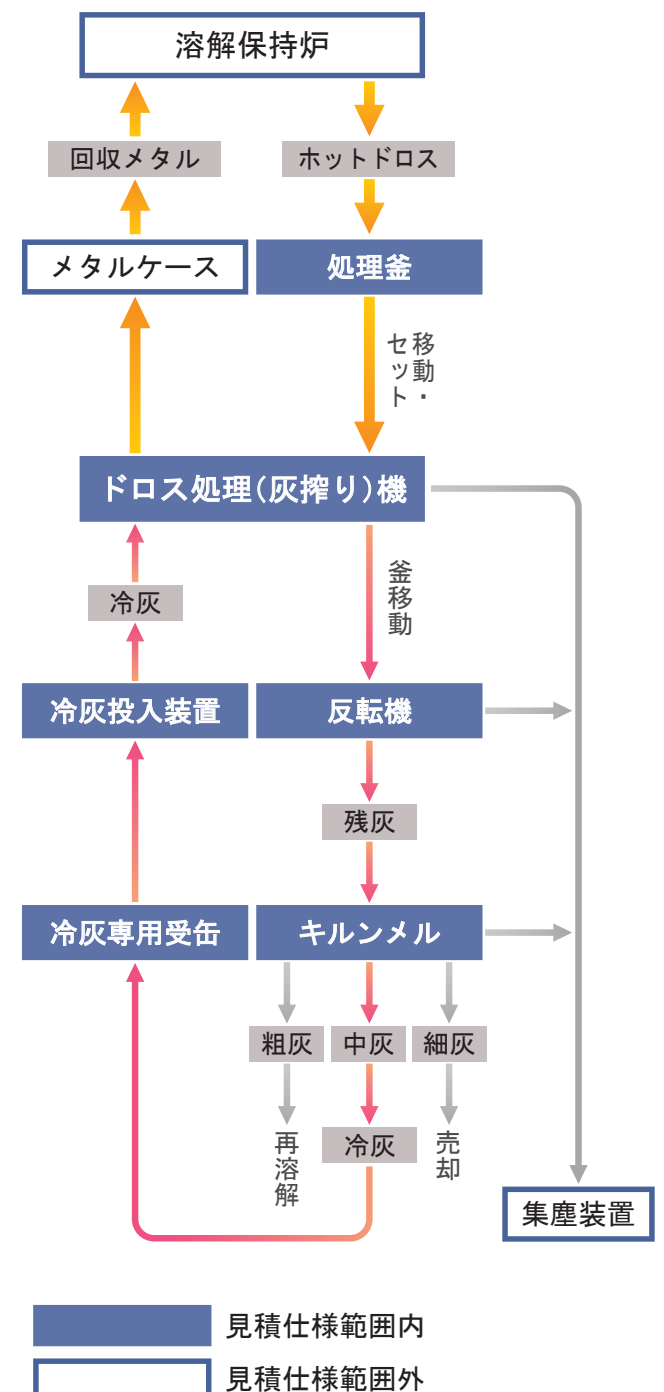 溶解保持炉
回収メタル
ホットドロス
メタルケース
処理釜
移動・
セット
ドロス処理(灰搾り)機
釜移動
冷灰
冷灰投入装置
反転機
残灰
冷灰専用受缶
キルンメル
粗灰
中灰
細灰
再溶解
冷灰
売却
集塵装置
見積仕様範囲内
見積仕様範囲外